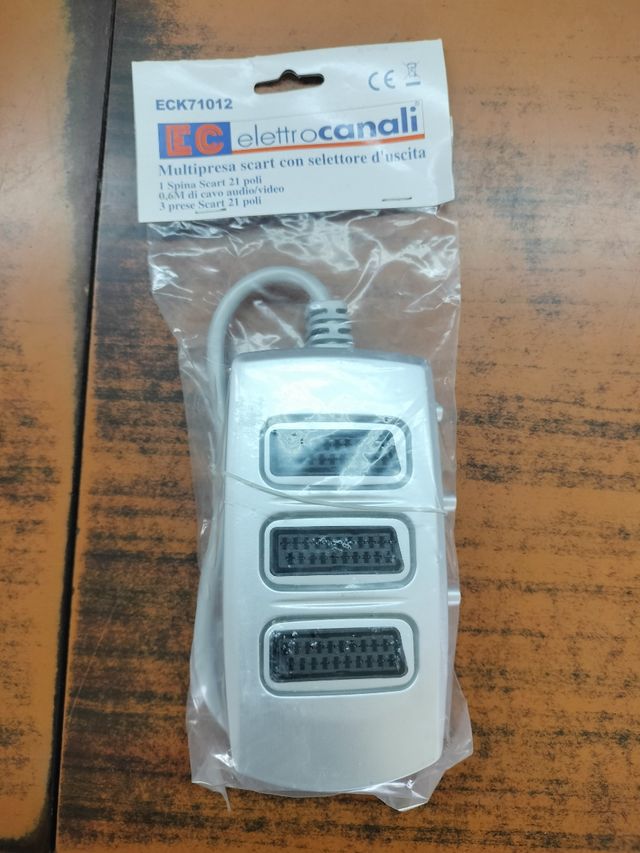 ECK71012
CE
EC elettrocanali
Multipresa scart con selettore d'uscita
1 Spina Scart 21 poli
0,6M di cavo audio/video
3 prese Scart 21 poli